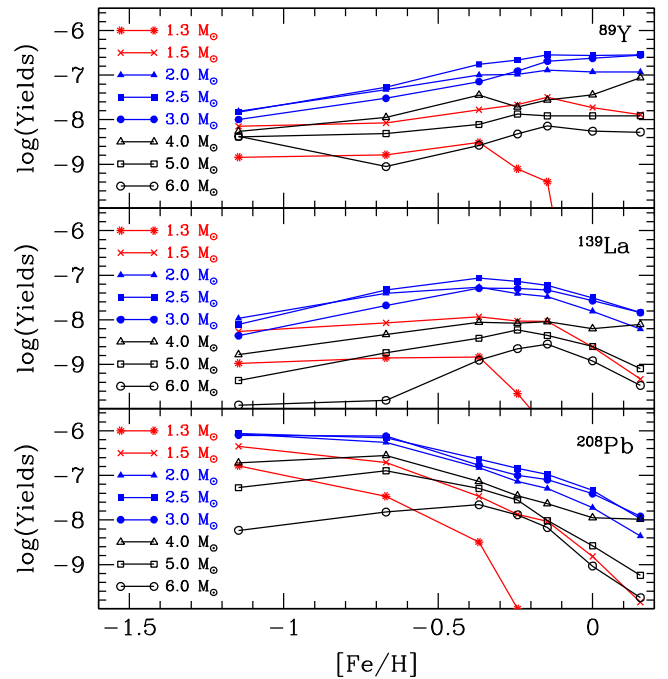 ⁸⁹Y
−6
−7
−8
−9
log(Yields)
1.3 M⊙
1.5 M⊙
2.0 M⊙
2.5 M⊙
3.0 M⊙
4.0 M⊙
5.0 M⊙
6.0 M⊙
¹³⁹La
−6
−7
−8
−9
log(Yields)
1.3 M⊙
1.5 M⊙
2.0 M⊙
2.5 M⊙
3.0 M⊙
4.0 M⊙
5.0 M⊙
6.0 M⊙
²⁰⁸Pb
−6
−7
−8
−9
log(Yields)
1.3 M⊙
1.5 M⊙
2.0 M⊙
2.5 M⊙
3.0 M⊙
4.0 M⊙
5.0 M⊙
6.0 M⊙
−1.5 −1 −0.5 0
[Fe/H]